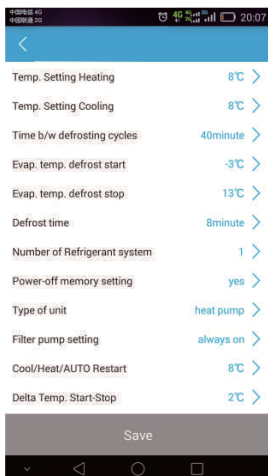 中国电信 4G
中国联通 2G
4G 2G 20:07
Temp. Setting Heating 8℃
Temp. Setting Cooling 8℃
Time b/w defrosting cycles 40minute
Evap. temp. defrost start -3℃
Evap. temp. defrost stop 13℃
Defrost time 8minute
Number of Refrigerant system 1
Power-off memory setting yes
Type of unit heat pump
Filter pump setting always on
Cool/Heat/AUTO Restart 8℃
Delta Temp. Start-Stop 2℃
Save